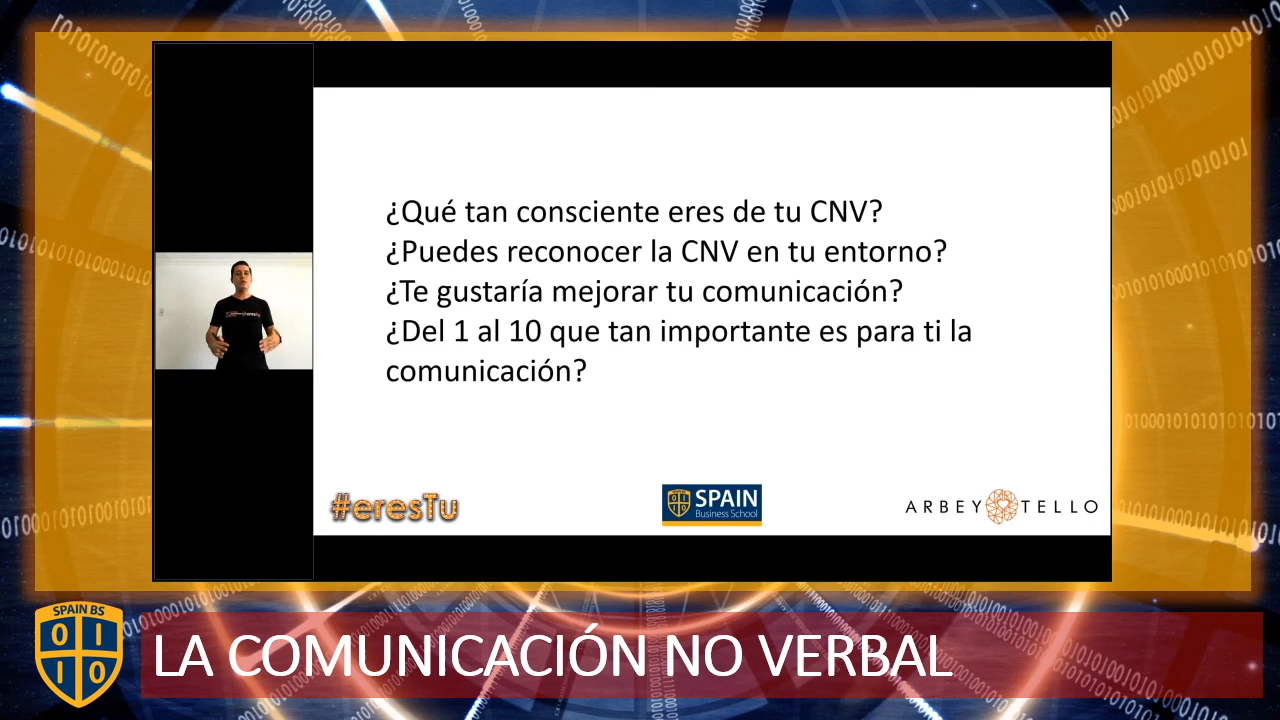 ¿Qué tan consciente eres de tu CNV?
¿Puedes reconocer la CNV en tu entorno?
¿Te gustaría mejorar tu comunicación?
¿Del 1 al 10 que tan importante es para ti la
comunicación?
#eresTu
SPAIN
Business School
ARBEY TELLO
SPAIN BS
LA COMUNICACIÓN NO VERBAL